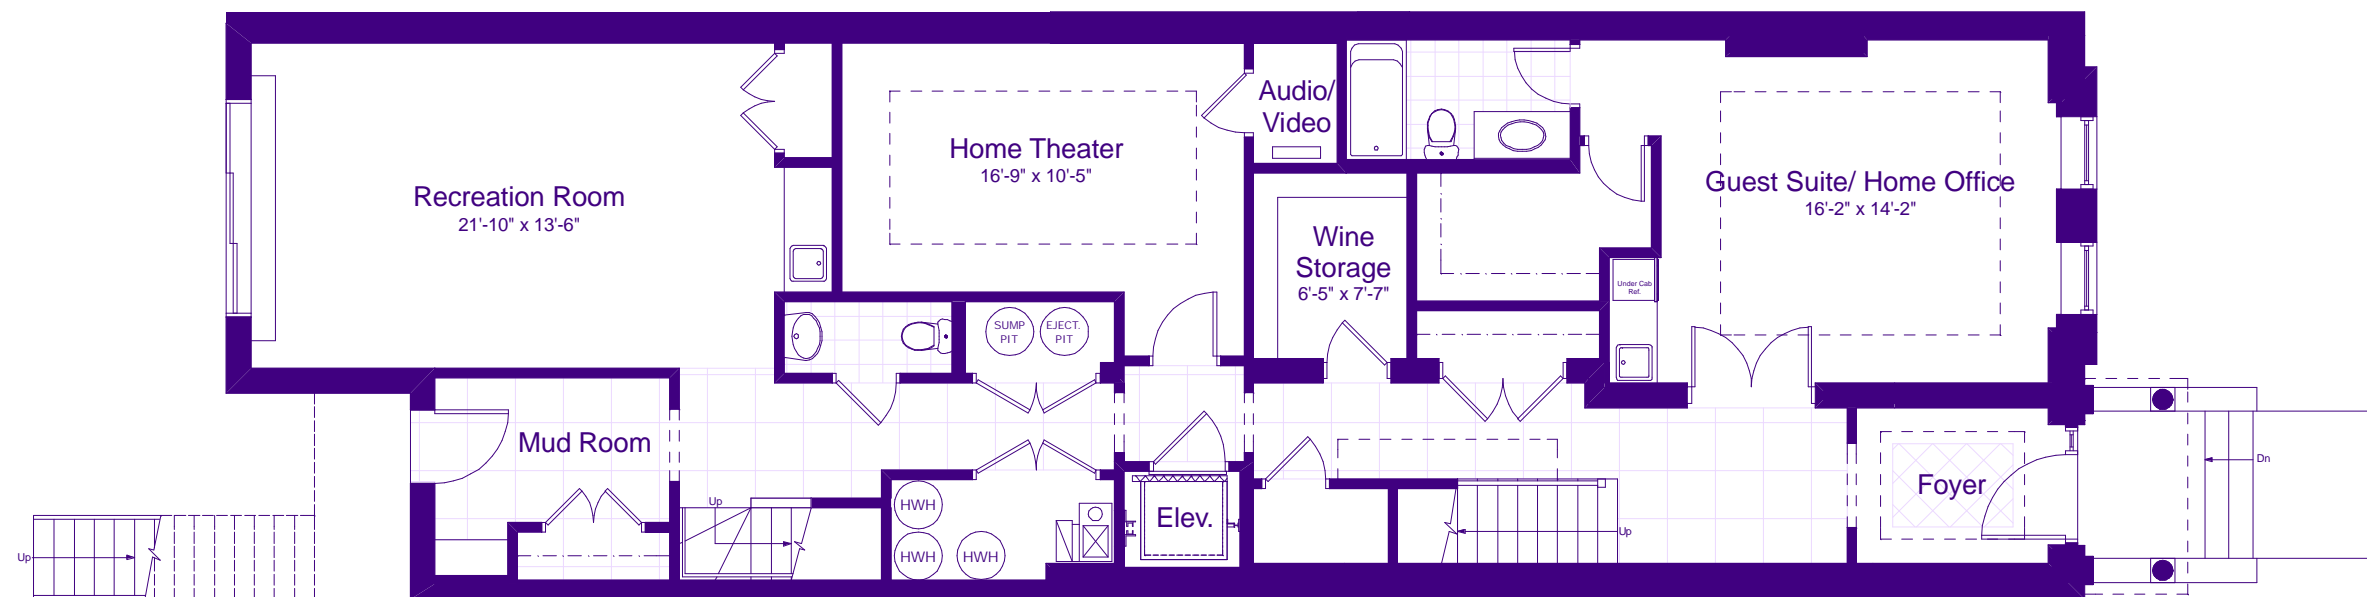 Recreation Room
21'-10" x 13'-6"
Home Theater
16'-9" x 10'-5"
Audio/
Video
Guest Suite/ Home Office
16'-2" x 14'-2"
Wine
Storage
6'-5" x 7'-7"
Under Cab
Ref.
SUMP
PIT
EJECT.
PIT
Mud Room
Up
HWH
HWH
HWH
Elev.
Up
Foyer
Dn
Up